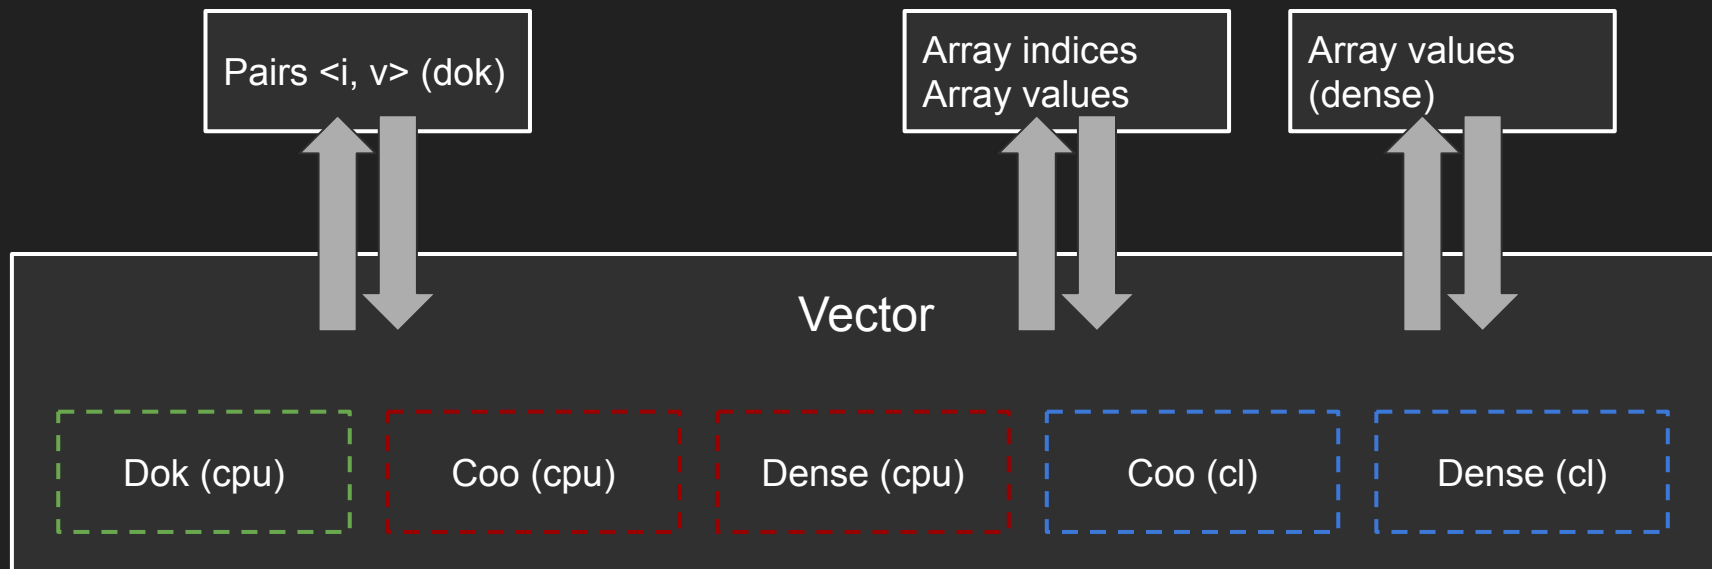 Pairs <i, v> (dok)
Array indices
Array values
Array values
(dense)
Vector
Dok (cpu)
Coo (cpu)
Dense (cpu)
Coo (cl)
Dense (cl)